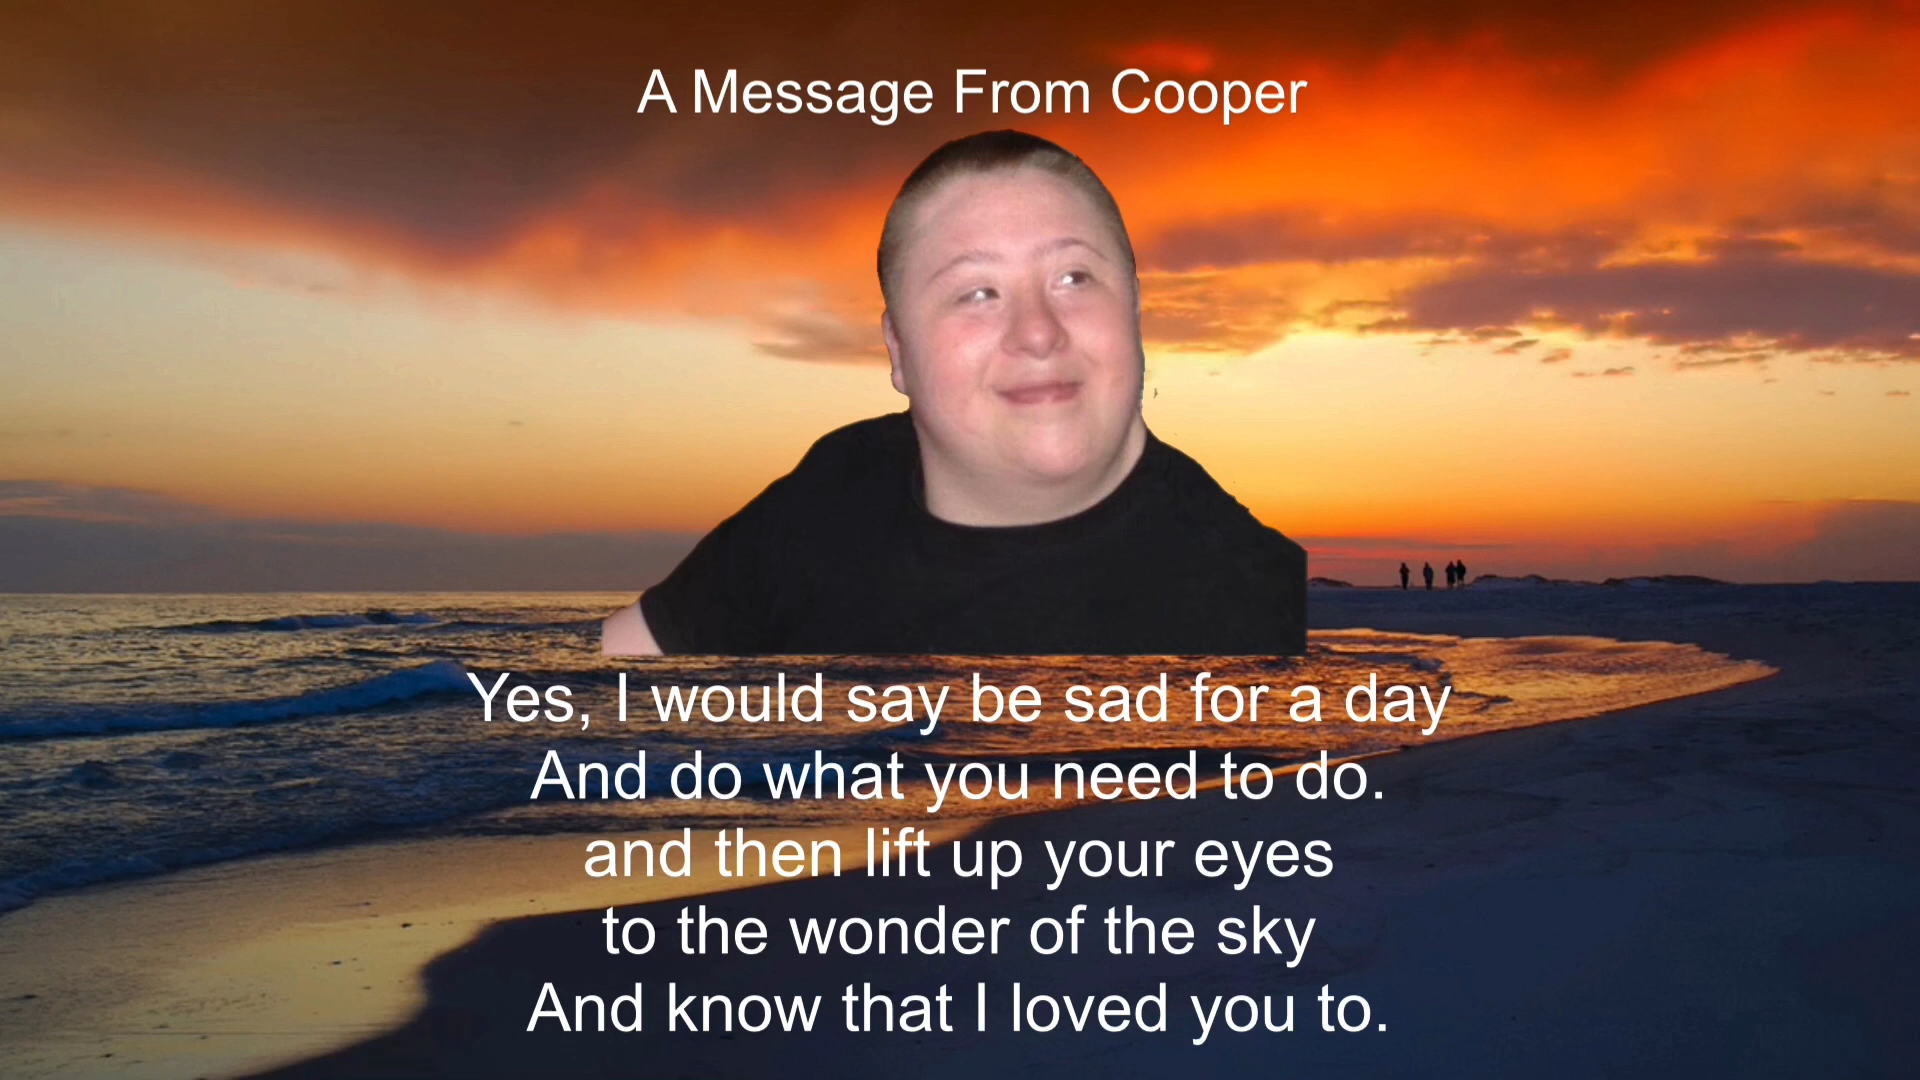 A Message From Cooper
Yes, I would say be sad for a day
And do what you need to do.
and then lift up your eyes
to the wonder of the sky
And know that I loved you to.